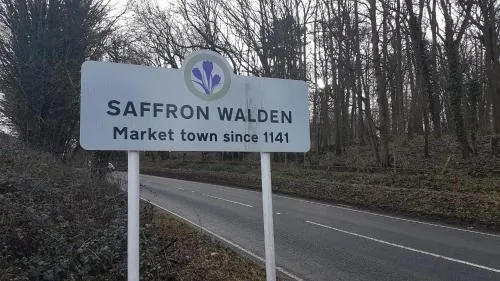 SAFFRON WALDEN
Market town since 1141